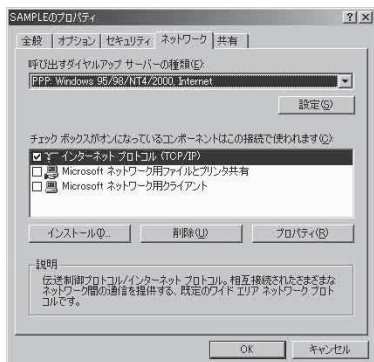 SAMPLEのプロパティ
全般 オプション セキュリティ ネットワーク 共有
呼び出すダイヤルアップ サーバーの種類(E):
PPP: Windows 95/98/NT4/2000, Internet
設定(S)
チェック ボックスがオンになっているコンポーネントはこの接続で使われます(O):
インターネット プロトコル (TCP/IP)
Microsoft ネットワーク用ファイルとプリンタ共有
Microsoft ネットワーク用クライアント
インストール(I)... 削除(U) プロパティ(R)
説明
伝送制御プロトコル/インターネット プロトコル。相互接続されたさまざまな
ネットワーク間の通信を提供する、既定のワイド エリア ネットワーク プロト
コルです。
OK キャンセル